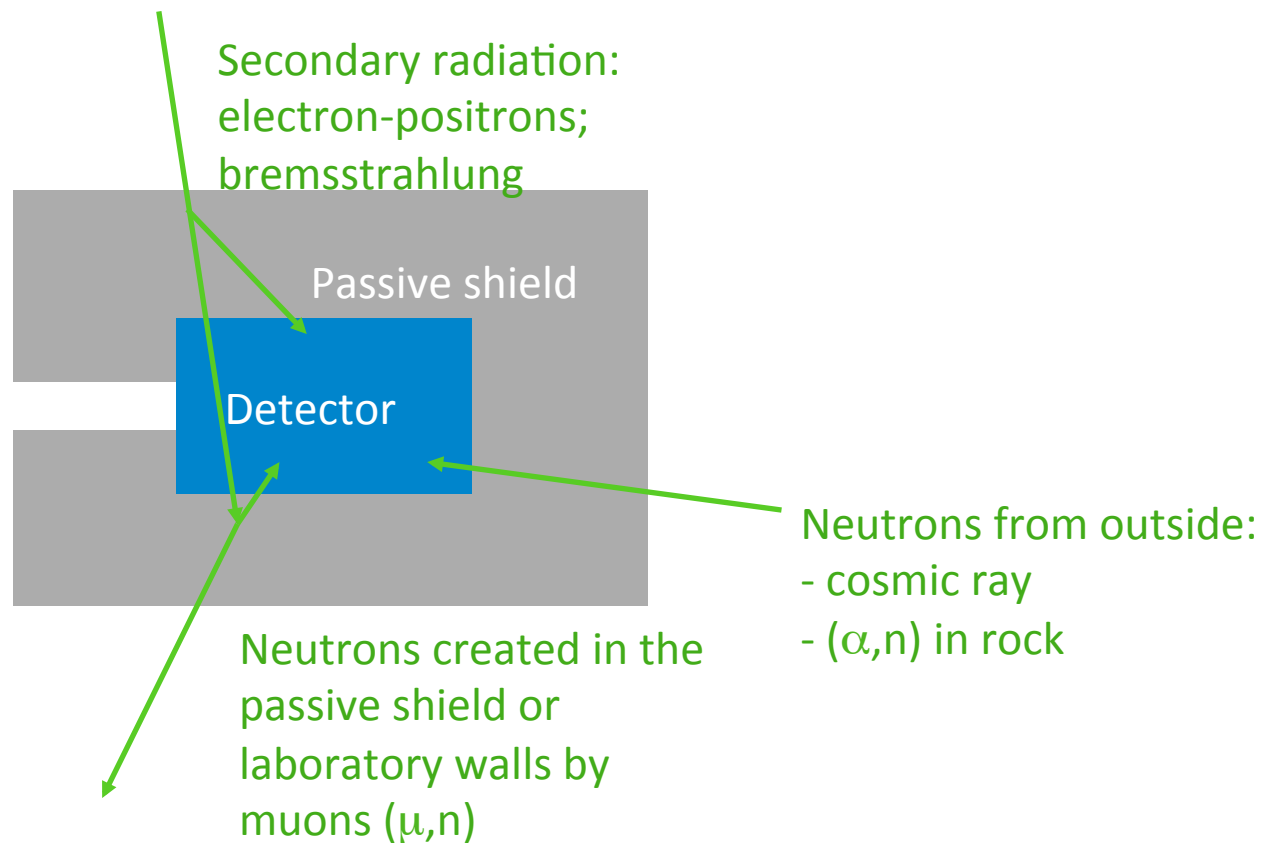 Secondary radiation:
electron-positrons;
bremsstrahlung
Passive shield
Detector
Neutrons from outside:
- cosmic ray
- (α,n) in rock
Neutrons created in the
passive shield or
laboratory walls by
muons (μ,n)